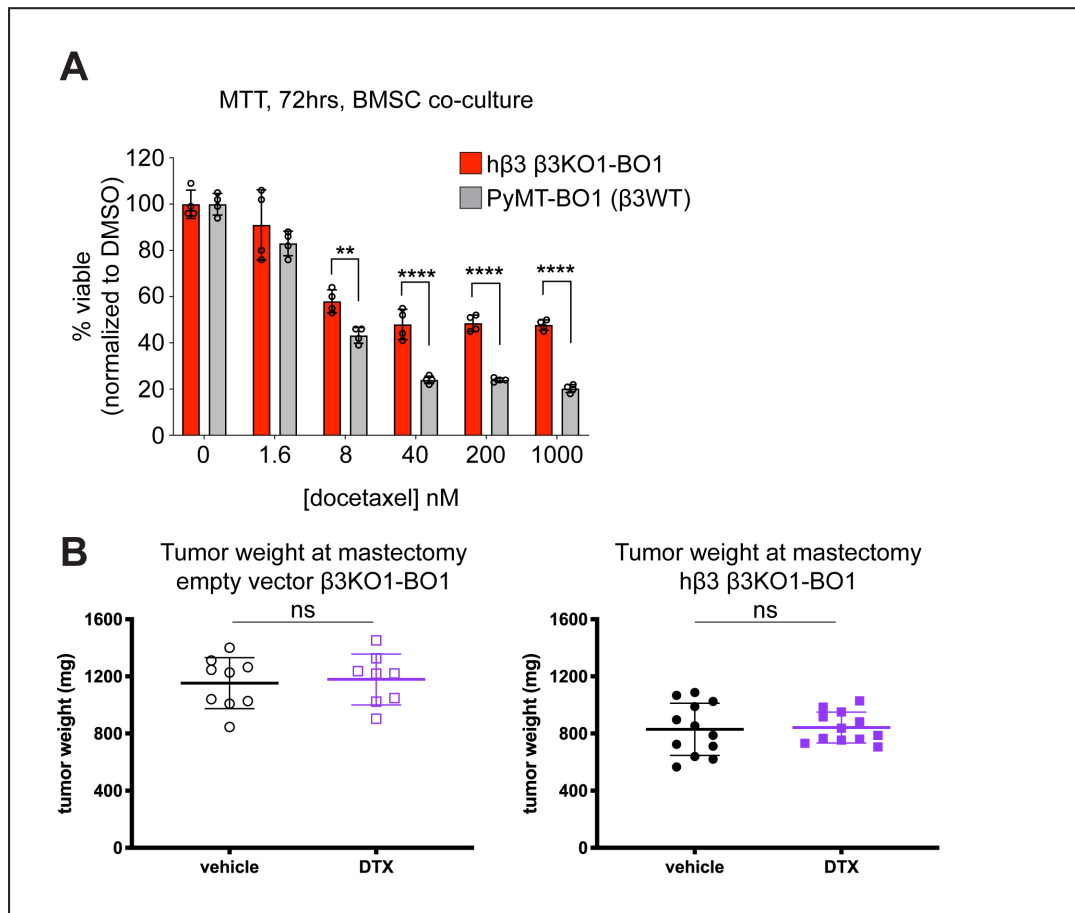 A
MTT, 72hrs, BMSC co-culture
hβ3 β3KO1-BO1
PyMT-BO1 (β3WT)
% viable
(normalized to DMSO)
120
100
80
60
40
20
0
** **** **** ****
0 1.6 8 40 200 1000
[docetaxel] nM
B
Tumor weight at mastectomy
empty vector β3KO1-BO1
ns
tumor weight (mg)
1600
1200
800
400
0
vehicle DTX
Tumor weight at mastectomy
hβ3 β3KO1-BO1
ns
tumor weight (mg)
1600
1200
800
400
0
vehicle DTX